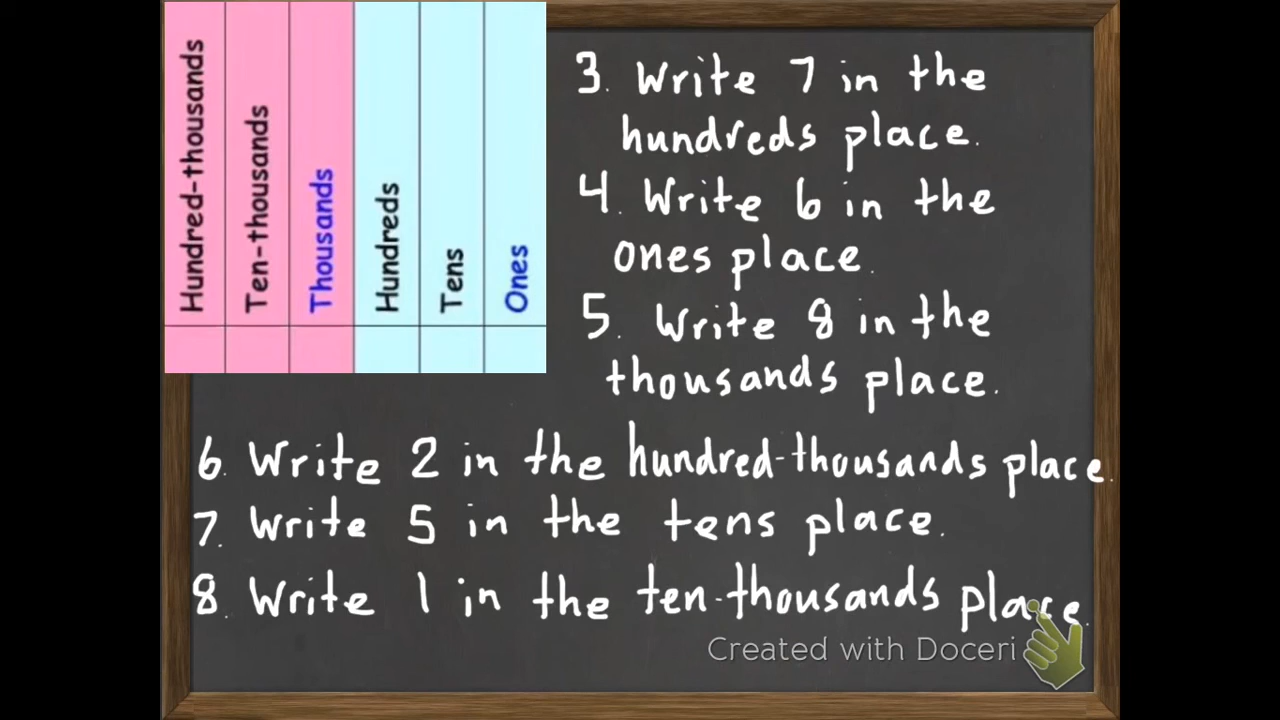 Hundred-thousands
Ten-thousands
Thousands
Hundreds
Tens
Ones
3. Write 7 in the
hundreds place.
4. Write 6 in the
ones place.
5. Write 8 in the
thousands place.
6. Write 2 in the hundred-thousands place.
7. Write 5 in the tens place.
8. Write 1 in the ten-thousands place.
Created with Doceri